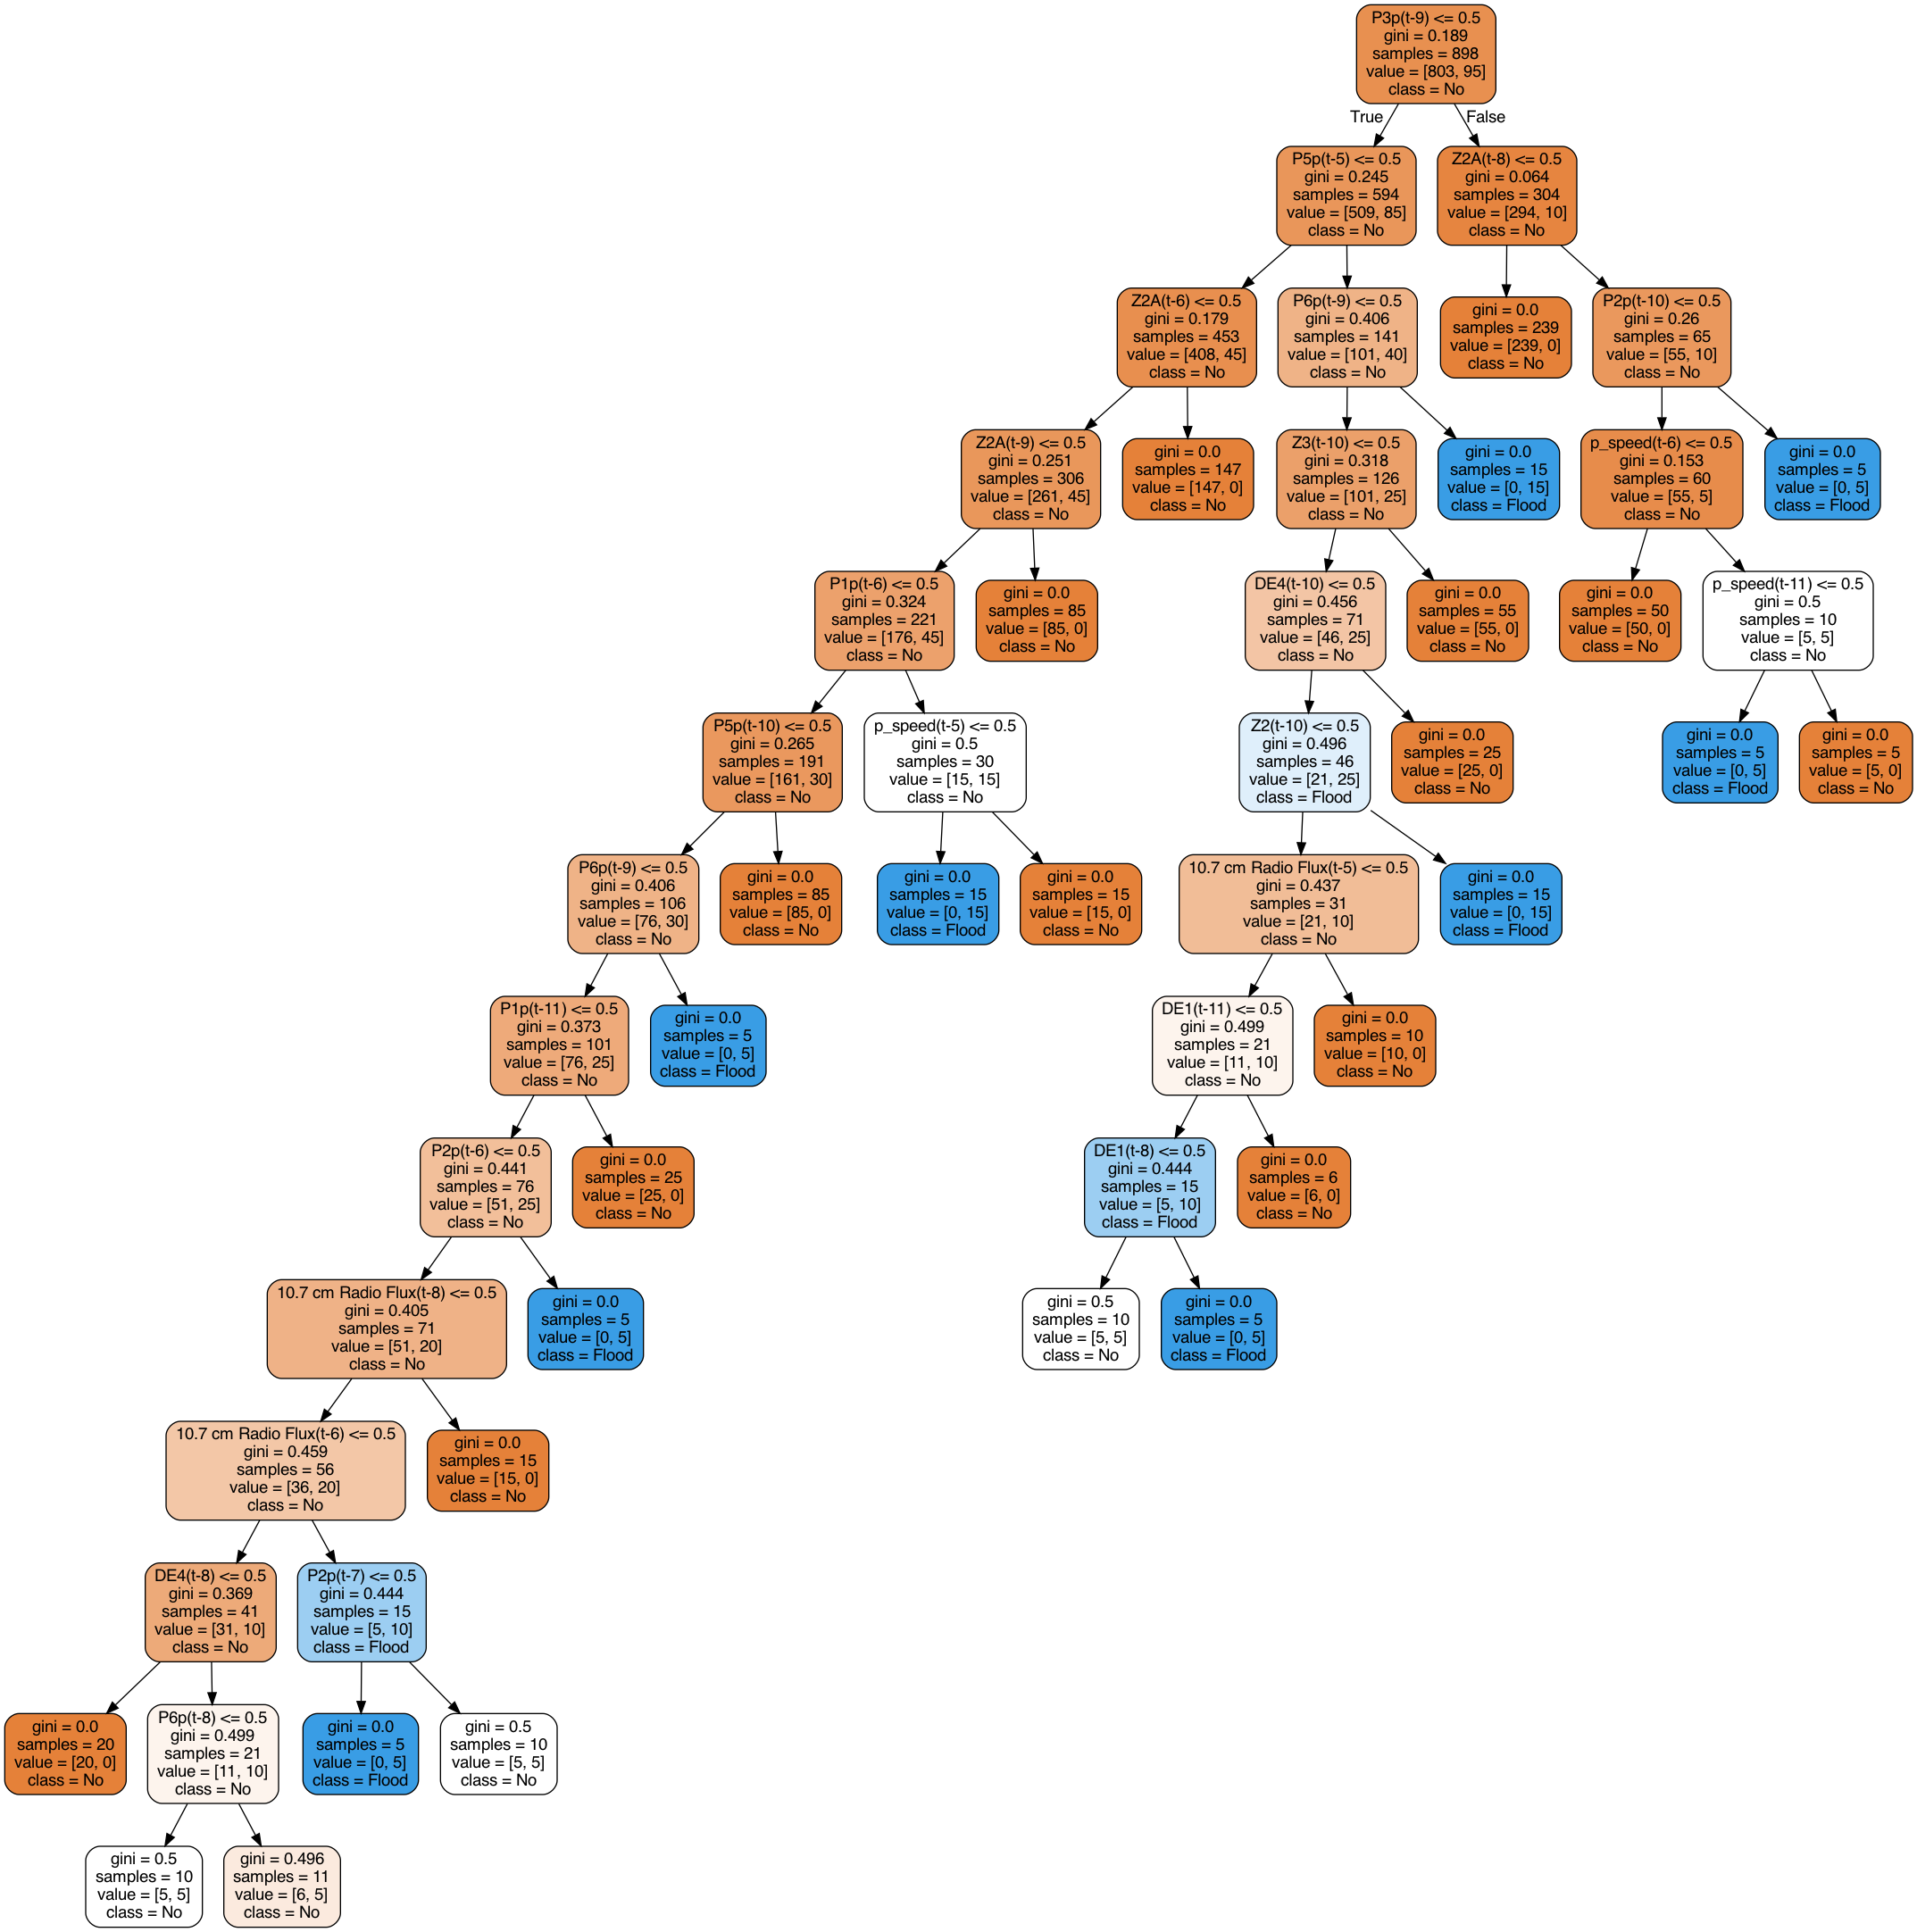 P3p(t-9) <= 0.5
gini = 0.189
samples = 898
value = [803, 95]
class = No
True
False
P5p(t-5) <= 0.5
gini = 0.245
samples = 594
value = [509, 85]
class = No
Z2A(t-8) <= 0.5
gini = 0.064
samples = 304
value = [294, 10]
class = No
Z2A(t-6) <= 0.5
gini = 0.179
samples = 453
value = [408, 45]
class = No
P6p(t-9) <= 0.5
gini = 0.406
samples = 141
value = [101, 40]
class = No
gini = 0.0
samples = 239
value = [239, 0]
class = No
P2p(t-10) <= 0.5
gini = 0.26
samples = 65
value = [55, 10]
class = No
Z2A(t-9) <= 0.5
gini = 0.251
samples = 306
value = [261, 45]
class = No
gini = 0.0
samples = 147
value = [147, 0]
class = No
Z3(t-10) <= 0.5
gini = 0.318
samples = 126
value = [101, 25]
class = No
gini = 0.0
samples = 15
value = [0, 15]
class = Flood
p_speed(t-6) <= 0.5
gini = 0.153
samples = 60
value = [55, 5]
class = No
gini = 0.0
samples = 5
value = [0, 5]
class = Flood
P1p(t-6) <= 0.5
gini = 0.324
samples = 221
value = [176, 45]
class = No
gini = 0.0
samples = 85
value = [85, 0]
class = No
DE4(t-10) <= 0.5
gini = 0.456
samples = 71
value = [46, 25]
class = No
gini = 0.0
samples = 55
value = [55, 0]
class = No
gini = 0.0
samples = 50
value = [50, 0]
class = No
p_speed(t-11) <= 0.5
gini = 0.5
samples = 10
value = [5, 5]
class = No
P5p(t-10) <= 0.5
gini = 0.265
samples = 191
value = [161, 30]
class = No
p_speed(t-5) <= 0.5
gini = 0.5
samples = 30
value = [15, 15]
class = No
Z2(t-10) <= 0.5
gini = 0.496
samples = 46
value = [21, 25]
class = Flood
gini = 0.0
samples = 25
value = [25, 0]
class = No
gini = 0.0
samples = 5
value = [0, 5]
class = Flood
gini = 0.0
samples = 5
value = [5, 0]
class = No
P6p(t-9) <= 0.5
gini = 0.406
samples = 106
value = [76, 30]
class = No
gini = 0.0
samples = 85
value = [85, 0]
class = No
gini = 0.0
samples = 15
value = [0, 15]
class = Flood
gini = 0.0
samples = 15
value = [15, 0]
class = No
10.7 cm Radio Flux(t-5) <= 0.5
gini = 0.437
samples = 31
value = [21, 10]
class = No
gini = 0.0
samples = 15
value = [0, 15]
class = Flood
P1p(t-11) <= 0.5
gini = 0.373
samples = 101
value = [76, 25]
class = No
gini = 0.0
samples = 5
value = [0, 5]
class = Flood
DE1(t-11) <= 0.5
gini = 0.499
samples = 21
value = [11, 10]
class = No
gini = 0.0
samples = 10
value = [10, 0]
class = No
P2p(t-6) <= 0.5
gini = 0.441
samples = 76
value = [51, 25]
class = No
gini = 0.0
samples = 25
value = [25, 0]
class = No
DE1(t-8) <= 0.5
gini = 0.444
samples = 15
value = [5, 10]
class = Flood
gini = 0.0
samples = 6
value = [6, 0]
class = No
10.7 cm Radio Flux(t-8) <= 0.5
gini = 0.405
samples = 71
value = [51, 20]
class = No
gini = 0.0
samples = 5
value = [0, 5]
class = Flood
gini = 0.5
samples = 10
value = [5, 5]
class = No
gini = 0.0
samples = 5
value = [0, 5]
class = Flood
10.7 cm Radio Flux(t-6) <= 0.5
gini = 0.459
samples = 56
value = [36, 20]
class = No
gini = 0.0
samples = 15
value = [15, 0]
class = No
DE4(t-8) <= 0.5
gini = 0.369
samples = 41
value = [31, 10]
class = No
P2p(t-7) <= 0.5
gini = 0.444
samples = 15
value = [5, 10]
class = Flood
gini = 0.0
samples = 20
value = [20, 0]
class = No
P6p(t-8) <= 0.5
gini = 0.499
samples = 21
value = [11, 10]
class = No
gini = 0.0
samples = 5
value = [0, 5]
class = Flood
gini = 0.5
samples = 10
value = [5, 5]
class = No
gini = 0.5
samples = 10
value = [5, 5]
class = No
gini = 0.496
samples = 11
value = [6, 5]
class = No